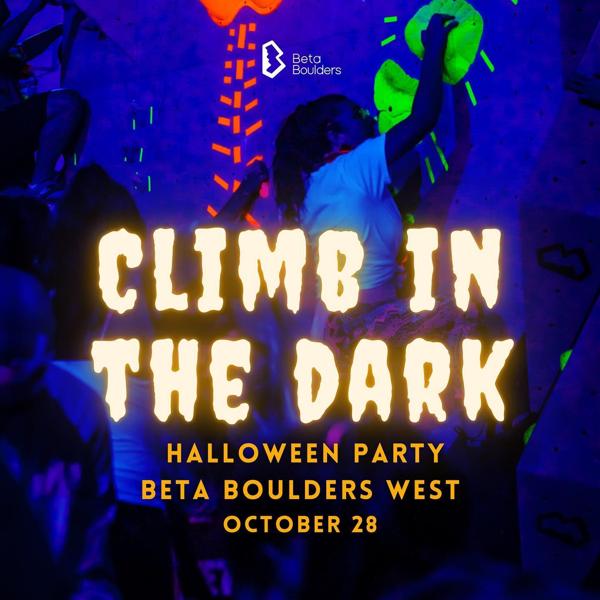 Beta
Boulders
CLIMB IN
THE DARK
HALLOWEEN PARTY
BETA BOULDERS WEST
OCTOBER 28